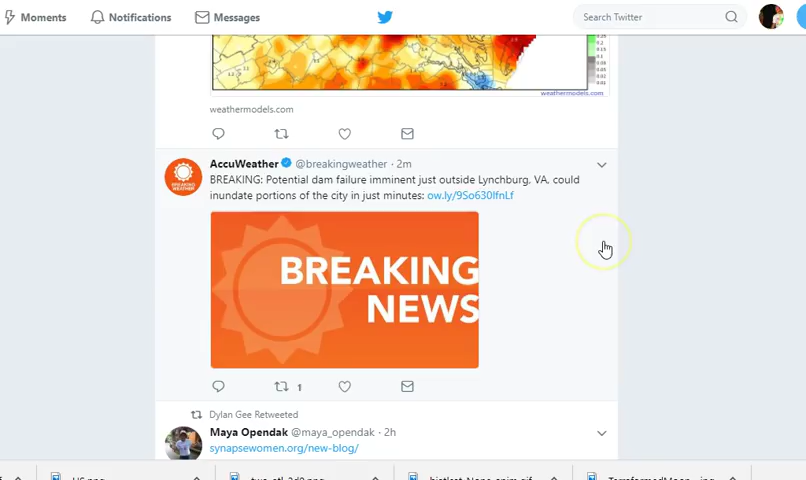 Moments Notifications Messages Search Twitter
weathermodels.com
weathermodels.com
AccuWeather @breakingweather · 2m
BREAKING: Potential dam failure imminent just outside Lynchburg, VA, could
inundate portions of the city in just minutes: ow.ly/9So630lfnLf
BREAKING
NEWS
1
Dylan Gee Retweeted
Maya Opendak @maya_opendak · 2h
synapsewomen.org/new-blog/